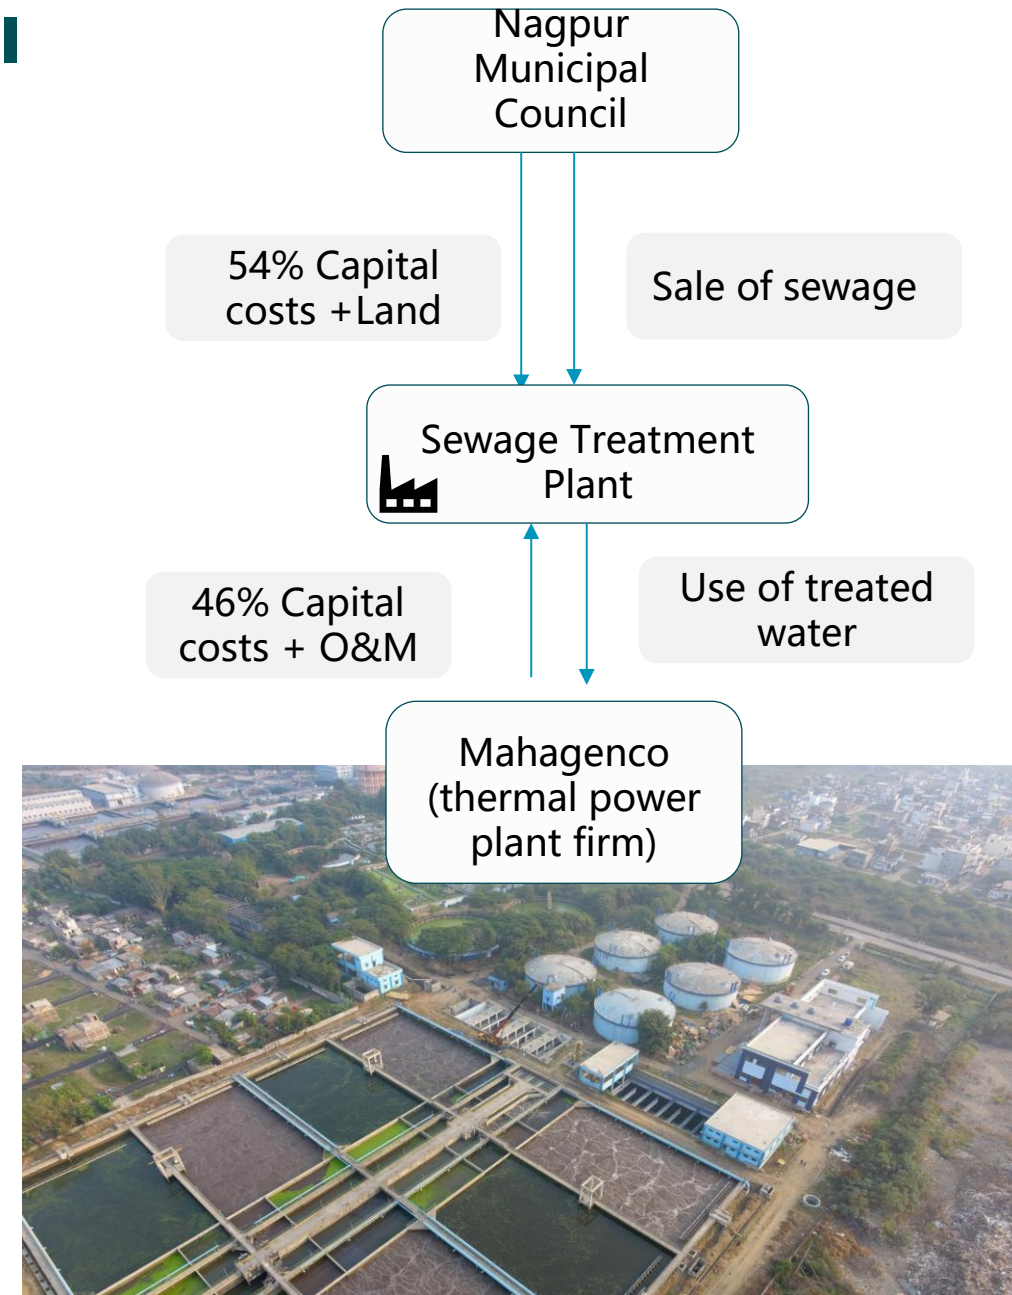 Nagpur
Municipal
Council
54% Capital
costs +Land
Sale of sewage
Sewage Treatment
Plant
46% Capital
costs + O&M
Use of treated
water
Mahagenco
(thermal power
plant firm)